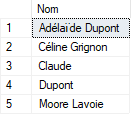 Nom
1 Adélaïde Dupont
2 Céline Grignon
3 Claude
4 Dupont
5 Moore Lavoie